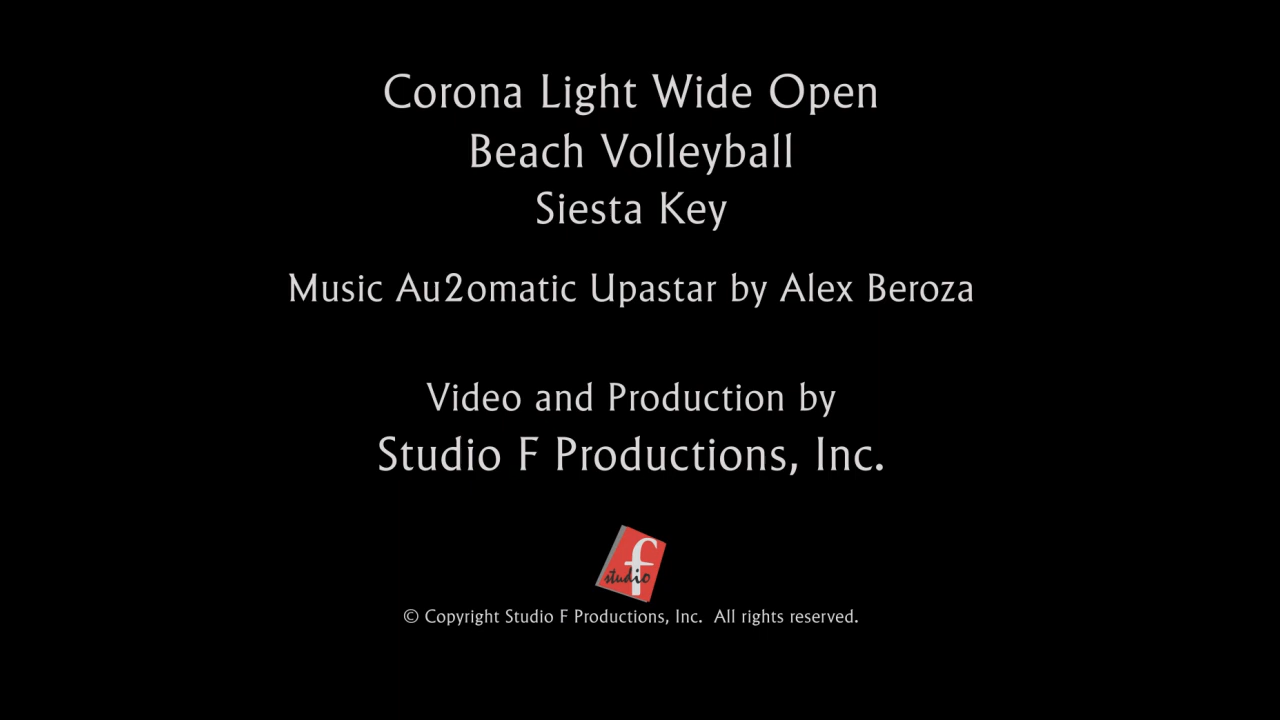 Corona Light Wide Open
Beach Volleyball
Siesta Key
Music Au2omatic Upastar by Alex Beroza
Video and Production by
Studio F Productions, Inc.
f
studio
© Copyright Studio F Productions, Inc.  All rights reserved.